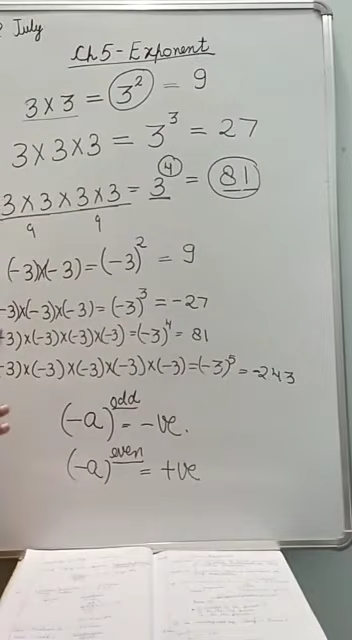 July
Ch5-Exponent
3×3 = 3² = 9
3×3×3 = 3³ = 27
3×3×3×3 = 3⁴ = 81
9 9
(-3)×(-3) = (-3)² = 9
-3)×(-3)×(-3) = (-3)³ = -27
3)×(-3)×(-3)×(-3) = (-3)⁴ = 81
-3)×(-3)×(-3)×(-3)×(-3) = (-3)⁵ = -243
(-a)^odd = -ve.
(-a)^even = +ve